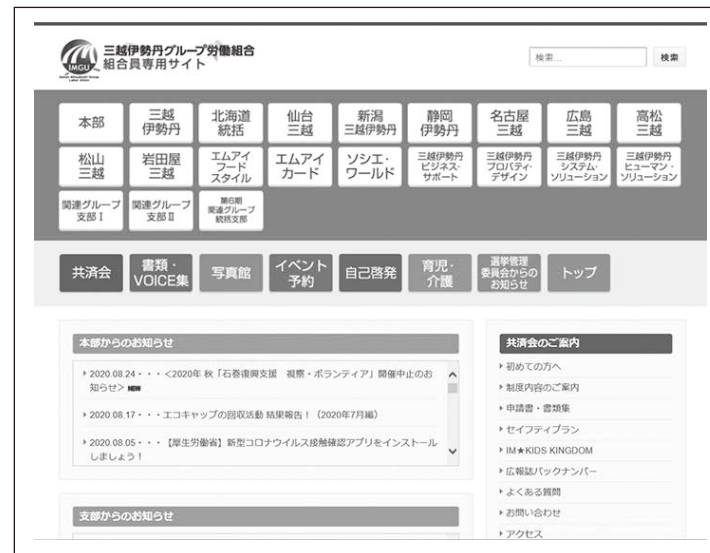 三越伊勢丹グループ労働組合
組合員専用サイト
IMGU
検索...
検索
本部
三越
伊勢丹
北海道
統括
仙台
三越
新潟
三越伊勢丹
静岡
伊勢丹
名古屋
三越
広島
三越
高松
三越
松山
三越
岩田屋
三越
エムアイ
フード
スタイル
エムアイ
カード
ソシエ・
ワールド
三越伊勢丹
ビジネス・
サポート
三越伊勢丹
プロパティ・
デザイン
三越伊勢丹
システム・
ソリューション
三越伊勢丹
ヒューマン・
ソリューション
関連グループ
支部Ⅰ
関連グループ
支部Ⅱ
第6期
関連グループ
統括支部
共済会
書類・
VOICE集
写真館
イベント
予約
自己啓発
育児・
介護
選挙管理
委員会からの
お知らせ
トップ
本部からのお知らせ
2020.08.24・・・<2020年 秋「石巻復興支援 視察・ボランティア」開催中止のお
知らせ> NEW
2020.08.17・・・エコキャップの回収活動 結果報告！（2020年7月編）
2020.08.05・・・【厚生労働省】新型コロナウイルス接触確認アプリをインストール
しましょう！
支部からのお知らせ
共済会のご案内
初めての方へ
制度内容のご案内
申請書・書類集
セイフティプラン
IM★KIDS KINGDOM
広報誌バックナンバー
よくある質問
お問い合わせ
アクセス